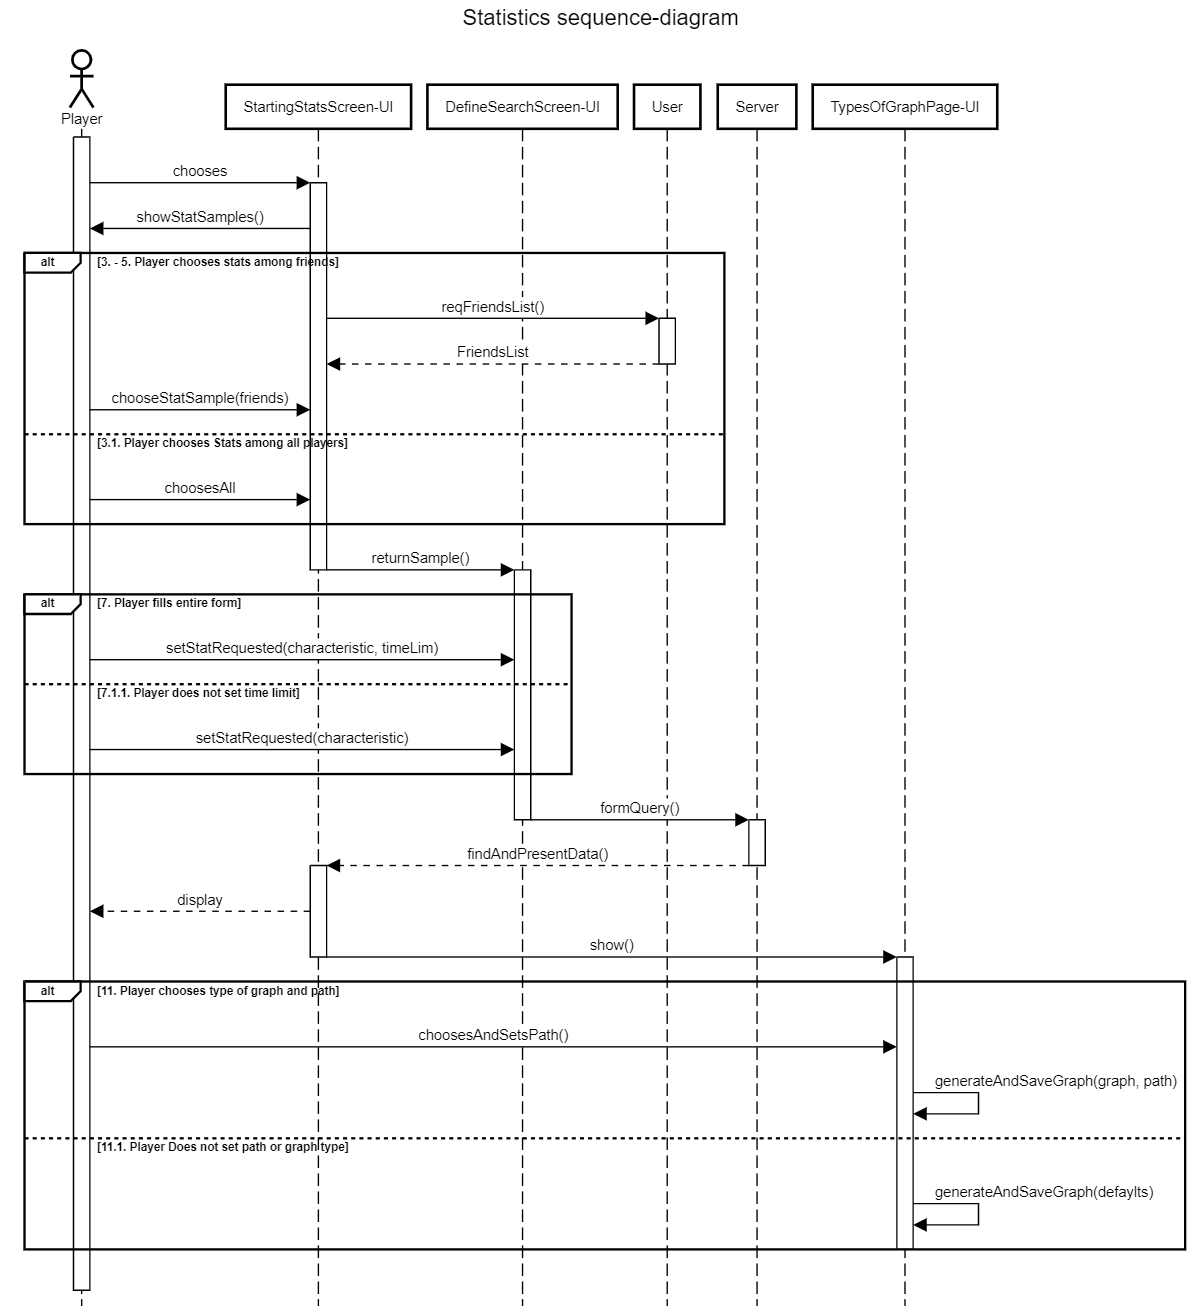 Statistics sequence-diagram
Player
StartingStatsScreen-UI
DefineSearchScreen-UI
User
Server
TypesOfGraphPage-UI
chooses
showStatSamples()
alt
[3. - 5. Player chooses stats among friends]
reqFriendsList()
FriendsList
chooseStatSample(friends)
[3.1. Player chooses Stats among all players]
choosesAll
returnSample()
alt
[7. Player fills entire form]
setStatRequested(characteristic, timeLim)
[7.1.1. Player does not set time limit]
setStatRequested(characteristic)
formQuery()
findAndPresentData()
display
show()
alt
[11. Player chooses type of graph and path]
choosesAndSetsPath()
generateAndSaveGraph(graph, path)
[11.1. Player Does not set path or graph type]
generateAndSaveGraph(defaylts)